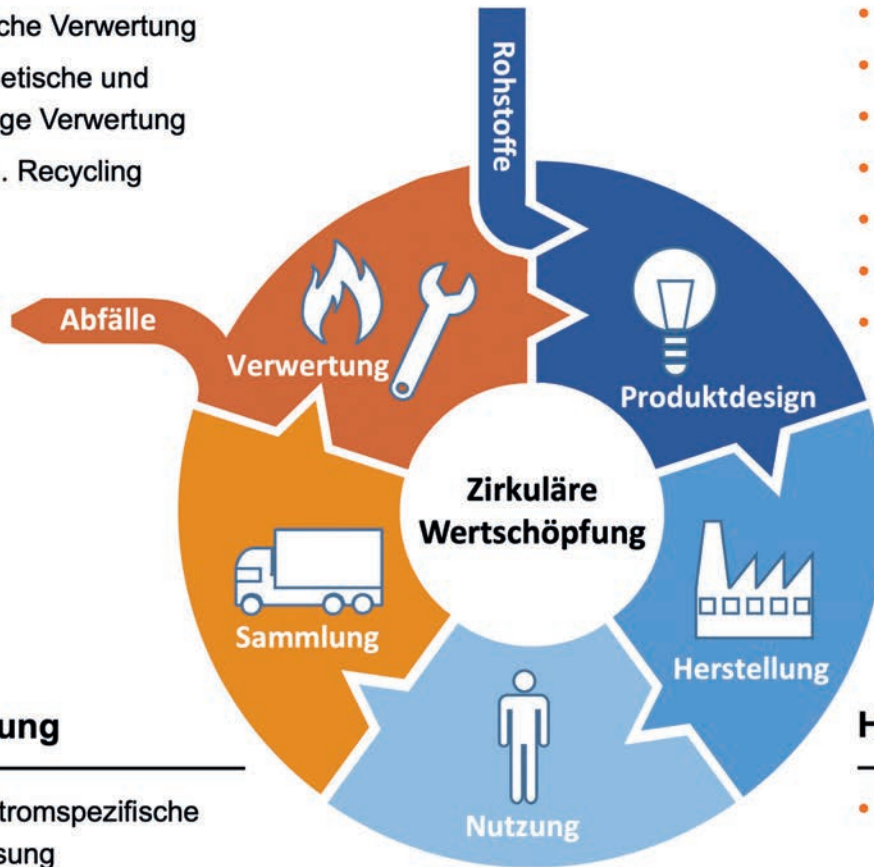 che Verwertung
etische und
ge Verwertung
. Recycling
Rohstoffe
Abfälle
Verwertung
Produktdesign
Zirkuläre
Wertschöpfung
Sammlung
Herstellung
Nutzung
ung
H
tromspezifische
sung